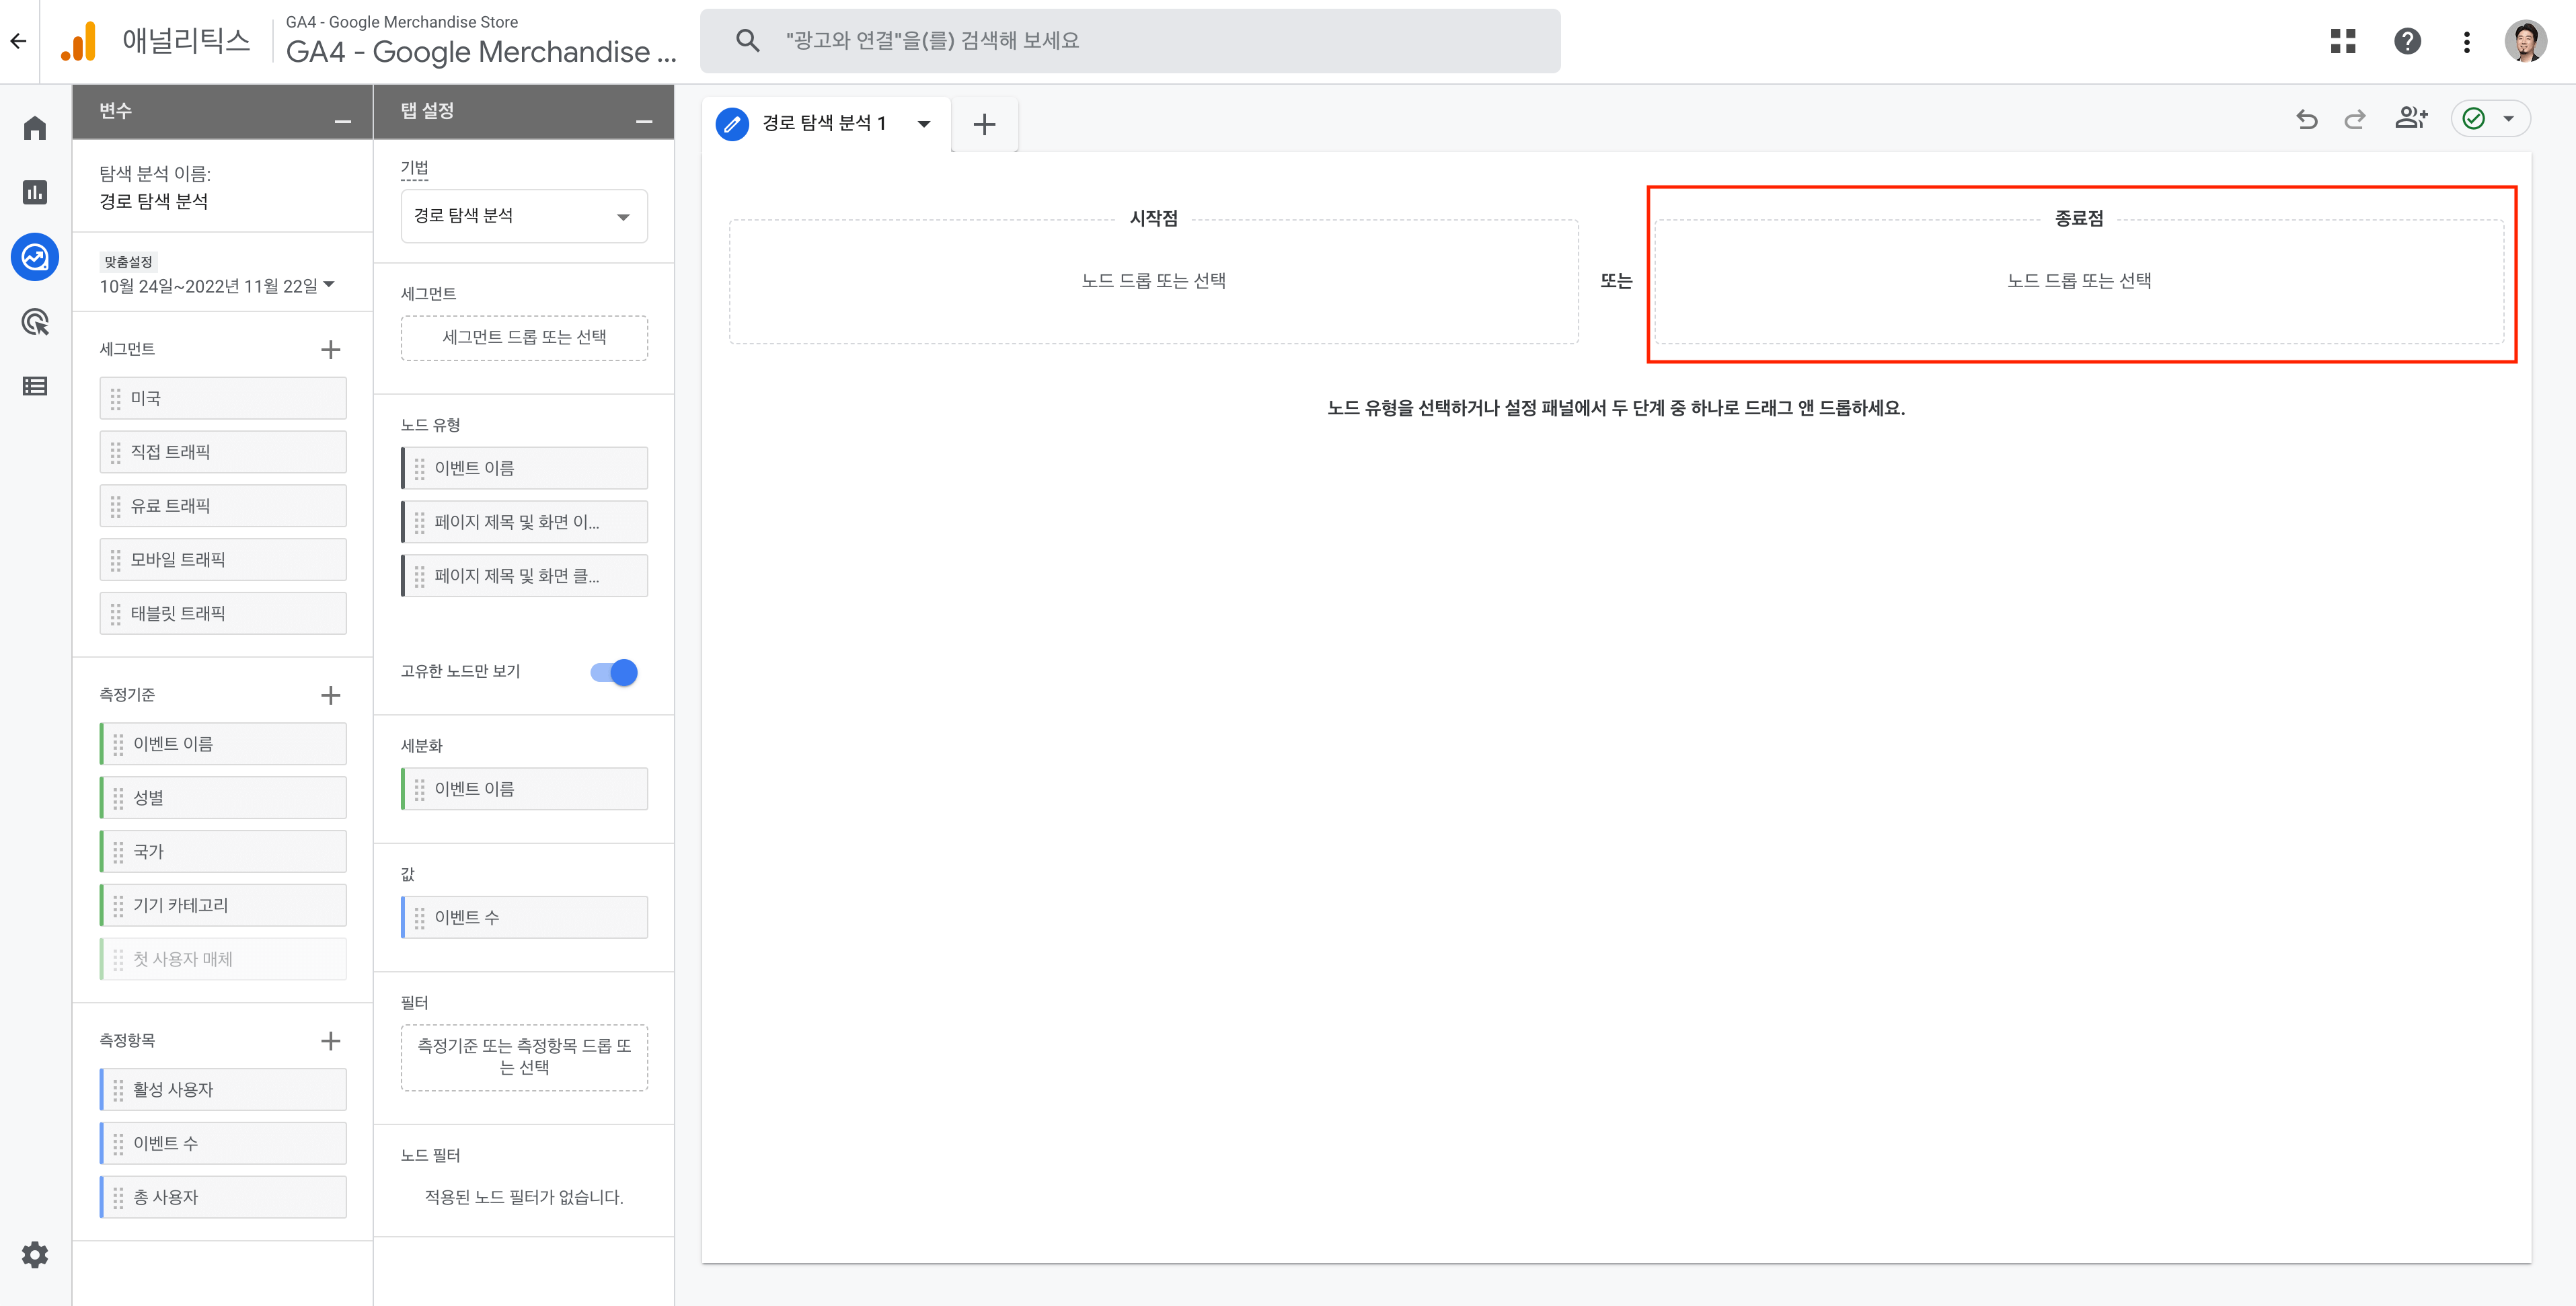 애널리틱스
GA4 - Google Merchandise Store
GA4 - Google Merchandise ...
"광고와 연결"을(를) 검색해 보세요
변수
탐색 분석 이름:
경로 탐색 분석
맞춤설정
10월 24일~2022년 11월 22일
세그먼트
미국
직접 트래픽
유료 트래픽
모바일 트래픽
태블릿 트래픽
측정기준
이벤트 이름
성별
국가
기기 카테고리
첫 사용자 매체
측정항목
활성 사용자
이벤트 수
총 사용자
탭 설정
기법
경로 탐색 분석
세그먼트
세그먼트 드롭 또는 선택
노드 유형
이벤트 이름
페이지 제목 및 화면 이...
페이지 제목 및 화면 클...
고유한 노드만 보기
세분화
이벤트 이름
값
이벤트 수
필터
측정기준 또는 측정항목 드롭 또
는 선택
노드 필터
적용된 노드 필터가 없습니다.
경로 탐색 분석 1
시작점
노드 드롭 또는 선택
또는
종료점
노드 드롭 또는 선택
노드 유형을 선택하거나 설정 패널에서 두 단계 중 하나로 드래그 앤 드롭하세요.